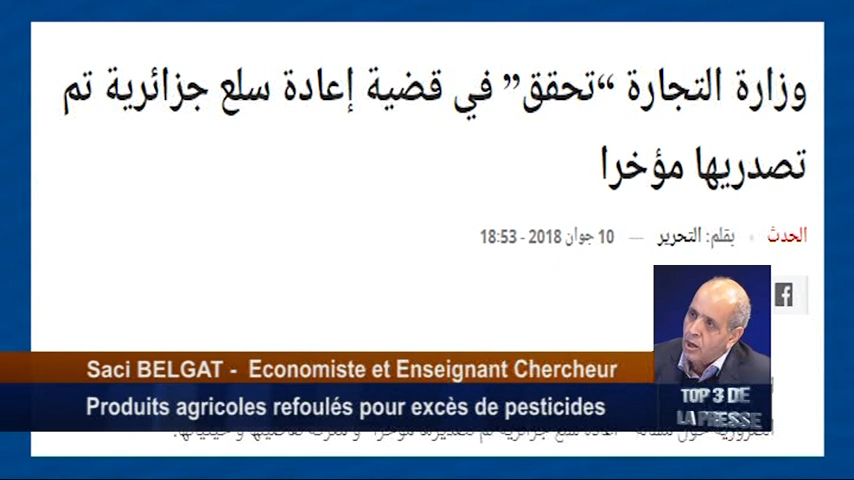 وزارة التجارة “تحقق” في قضية إعادة سلع جزائرية تم
تصدريها مؤخرا
الحدث • بقلم: التحرير — 10 جوان 2018 - 18:53
Saci BELGAT - Economiste et Enseignant Chercheur
Produits agricoles refoulés pour excès de pesticides
TOP 3 DE
LA PRESSE